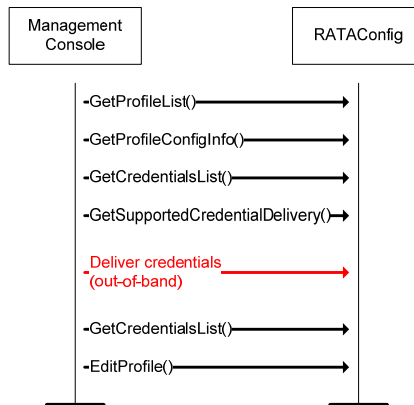 Management
Console
RATAConfig
GetProfileList()
GetProfileConfigInfo()
GetCredentialsList()
GetSupportedCredentialDelivery()
Deliver credentials
(out-of-band)
GetCredentialsList()
EditProfile()